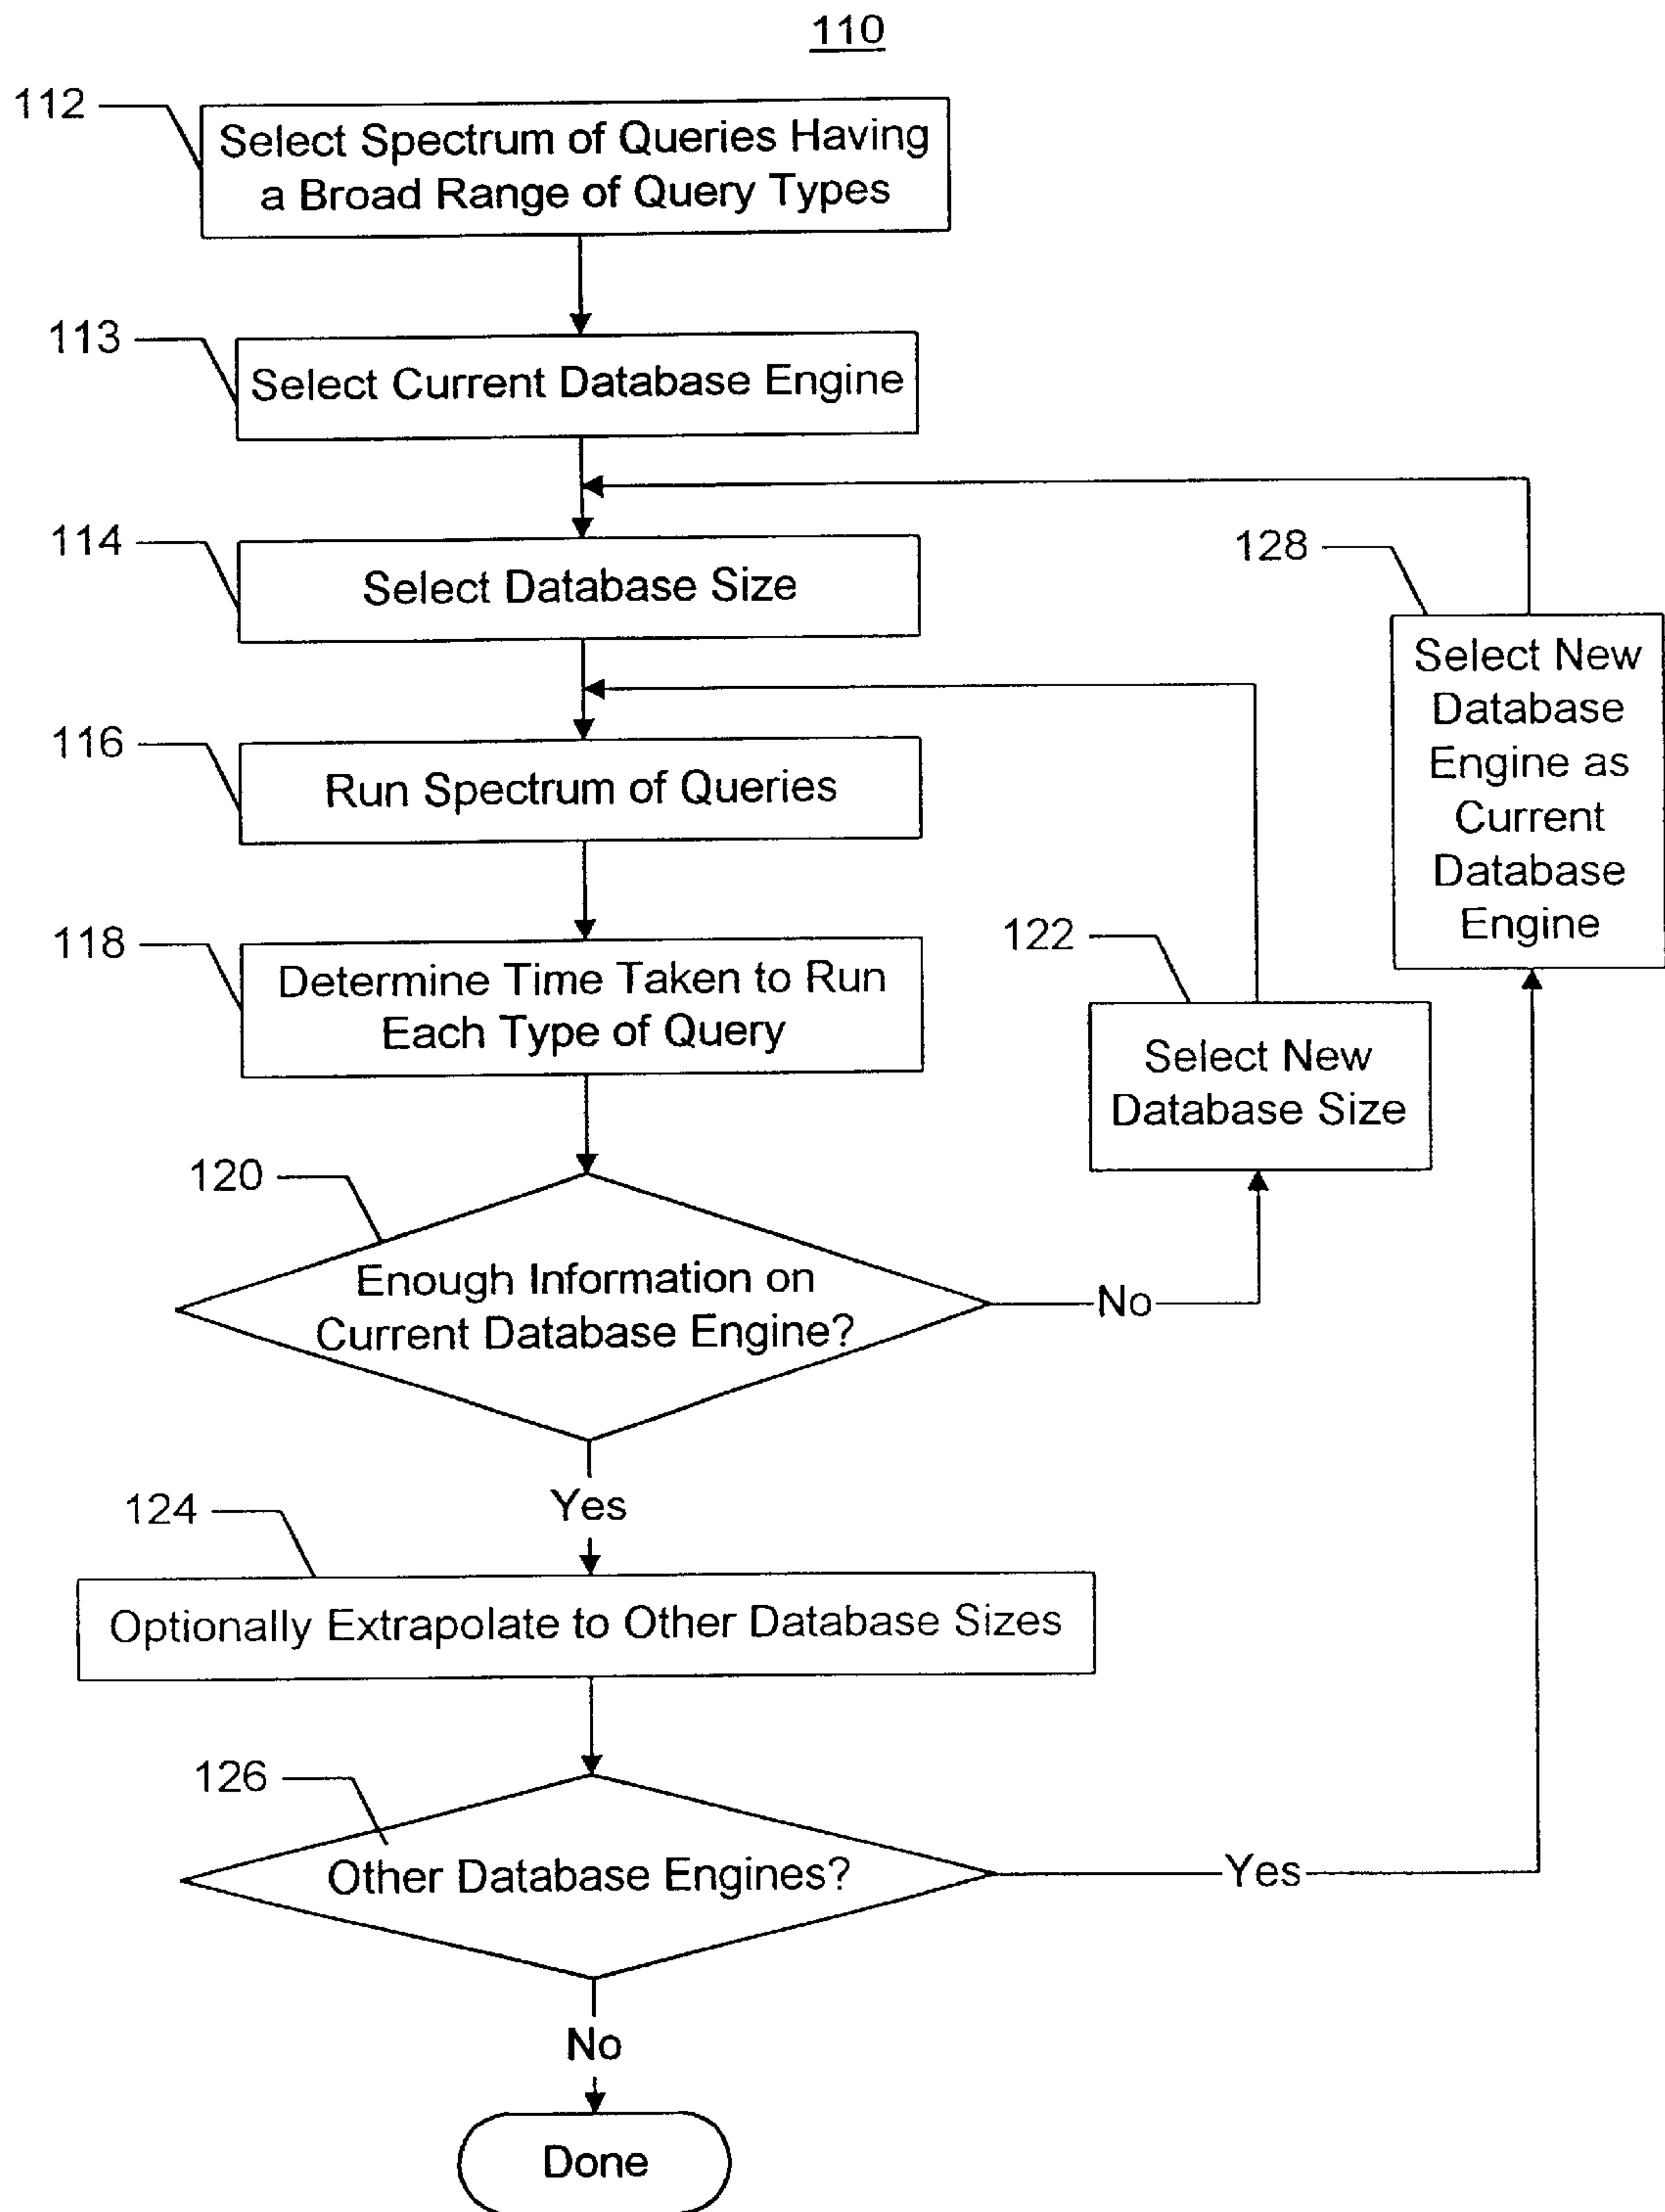 110
112
Select Spectrum of Queries Having
a Broad Range of Query Types
113
Select Current Database Engine
114
Select Database Size
128
Select New
Database
Engine as
Current
Database
Engine
116
Run Spectrum of Queries
118
Determine Time Taken to Run
Each Type of Query
122
Select New
Database Size
120
Enough Information on
Current Database Engine?
No
Yes
124
Optionally Extrapolate to Other Database Sizes
126
Other Database Engines?
Yes
No
Done